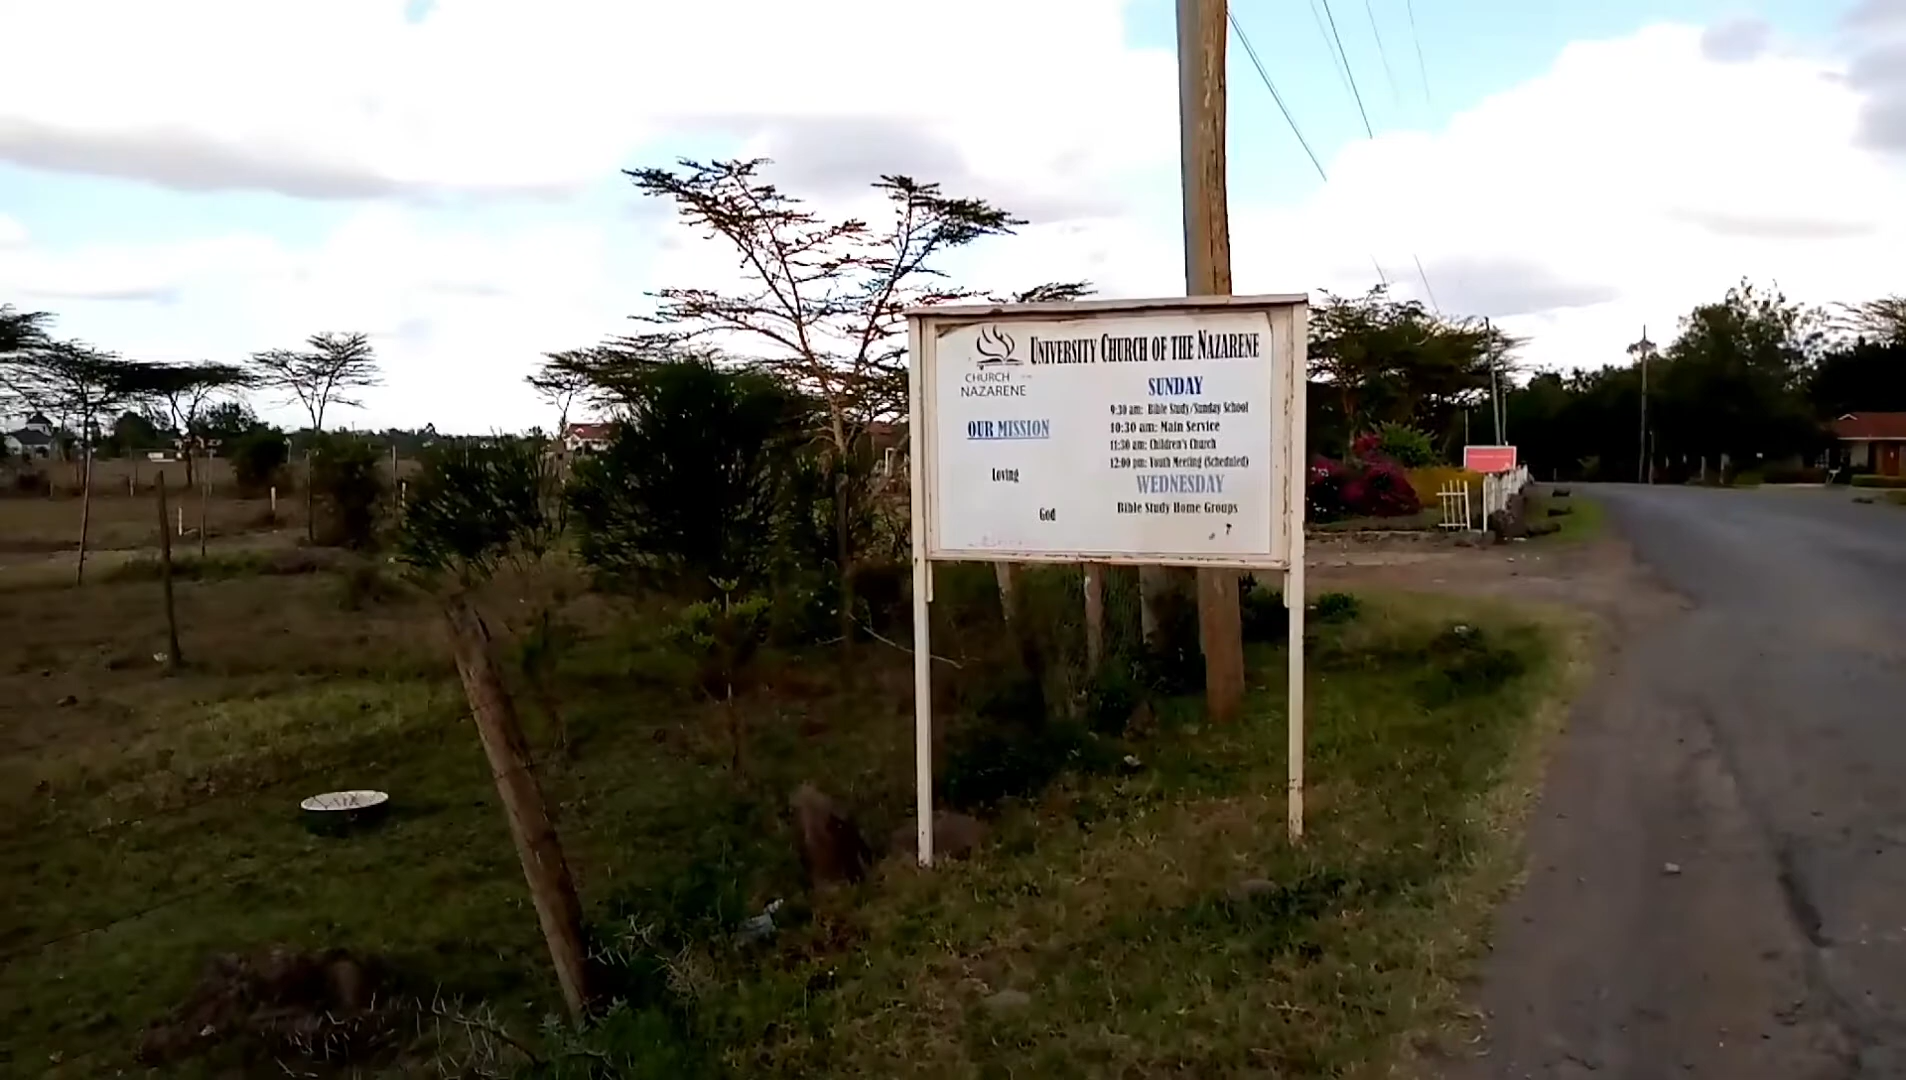 UNIVERSITY CHURCH OF THE NAZARENE
CHURCH
NAZARENE
OUR MISSION
Loving
God
SUNDAY
9:30 am: Bible Study/Sunday School
10:30 am: Main Service
11:30 am: Children's Church
12:00 pm: Youth Meeting (Scheduled)
WEDNESDAY
Bible Study Home Groups